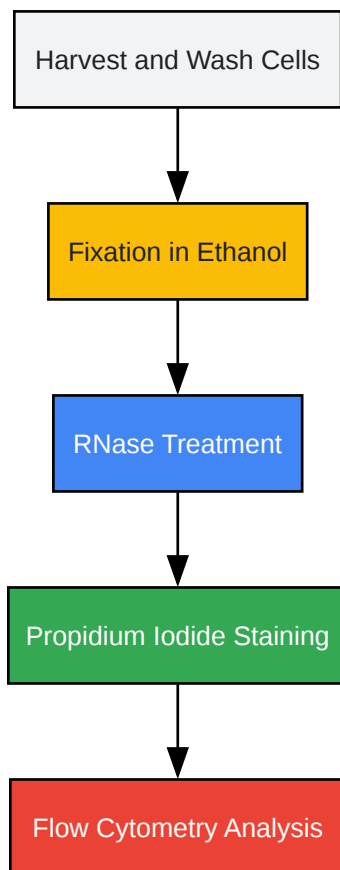 Harvest and Wash Cells
Fixation in Ethanol
RNase Treatment
Propidium Iodide Staining
Flow Cytometry Analysis